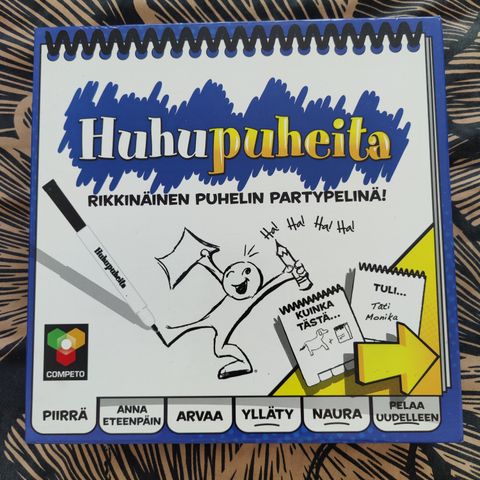 Huhupuheita
RIKKINÄINEN PUHELIN PARTYPELINÄ!
Ha! Ha! Ha! Ha!
Huhupuheita
KUINKA
TÄSTÄ...
TULI...
Täti
Monika
COMPETO
PIIRRÄ
ANNA
ETEENPÄIN
ARVAA
YLLÄTY
NAURA
PELAA
UUDELLEEN